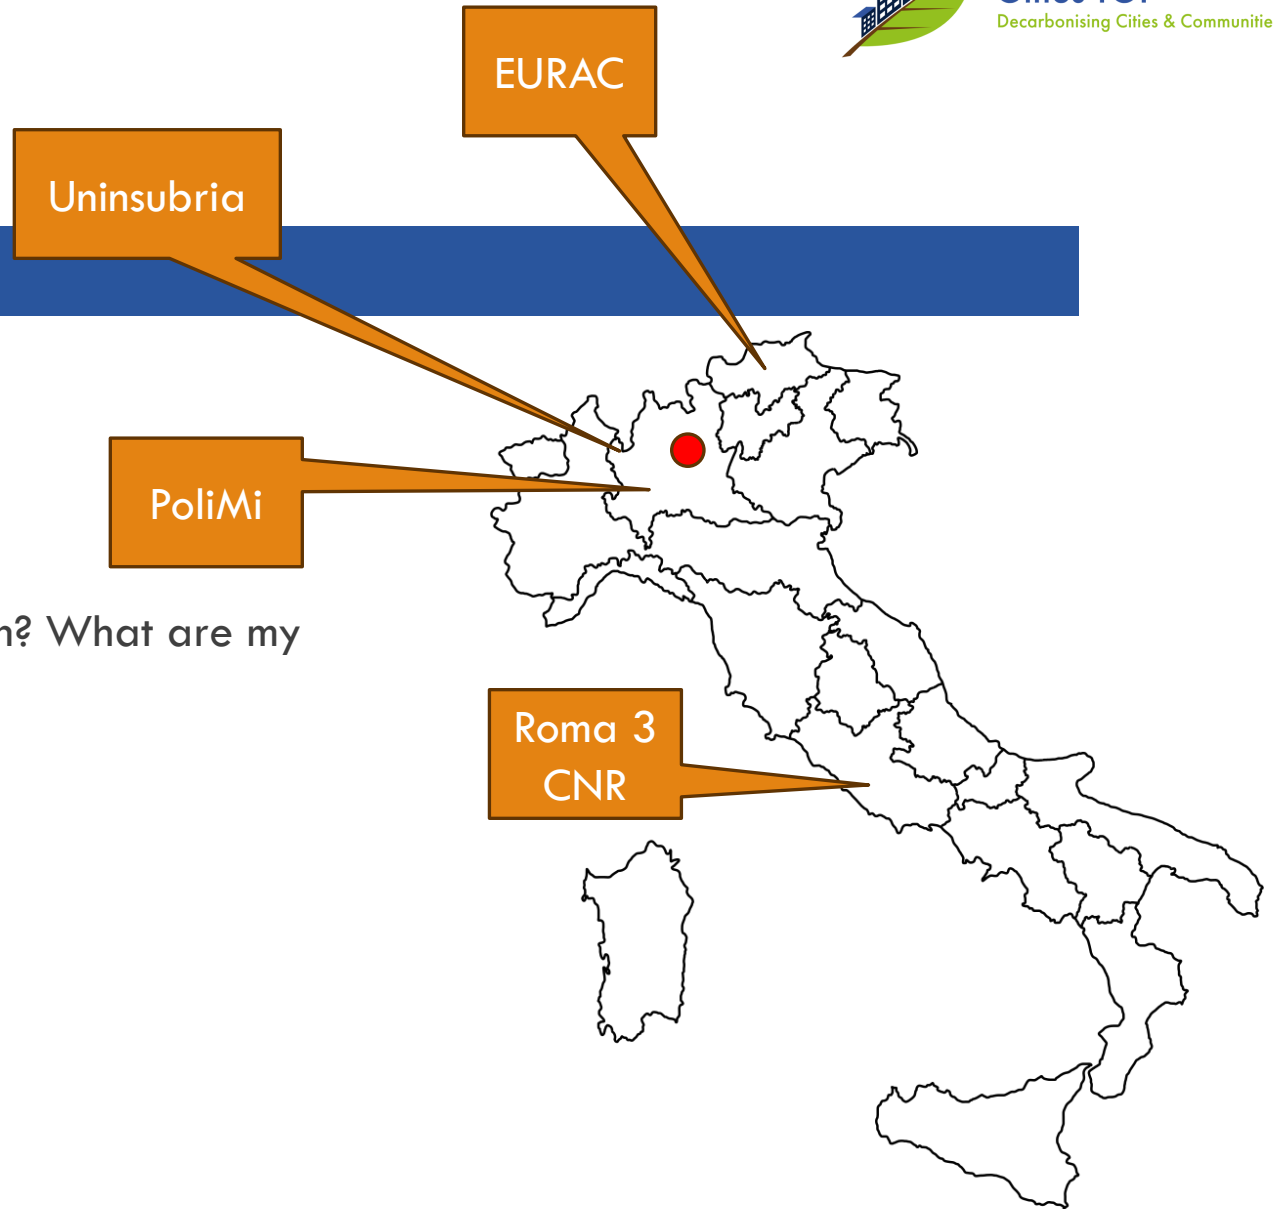 Decarbonising Cities & Communitie
EURAC
Uninsubria
PoliMi
? What are my
Roma 3
CNR